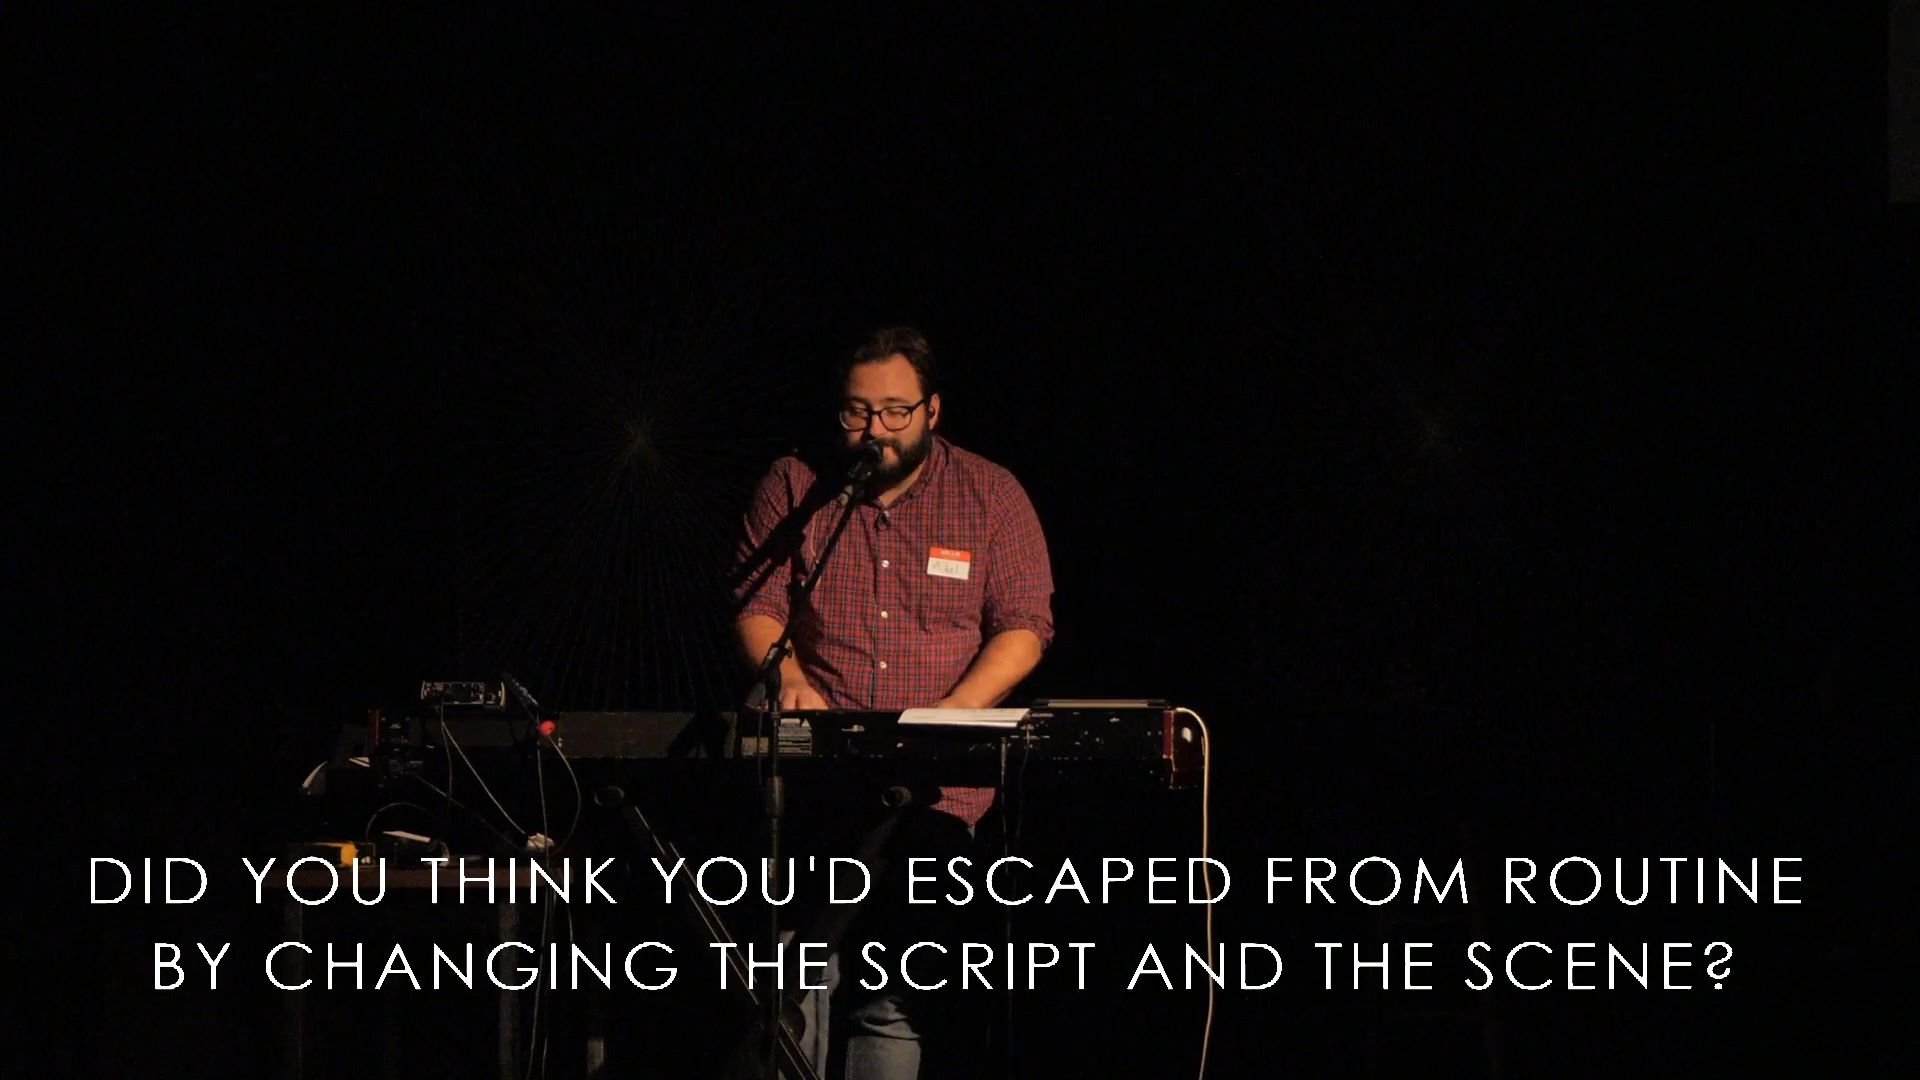 DID YOU THINK YOU'D ESCAPED FROM ROUTINE
BY CHANGING THE SCRIPT AND THE SCENE?